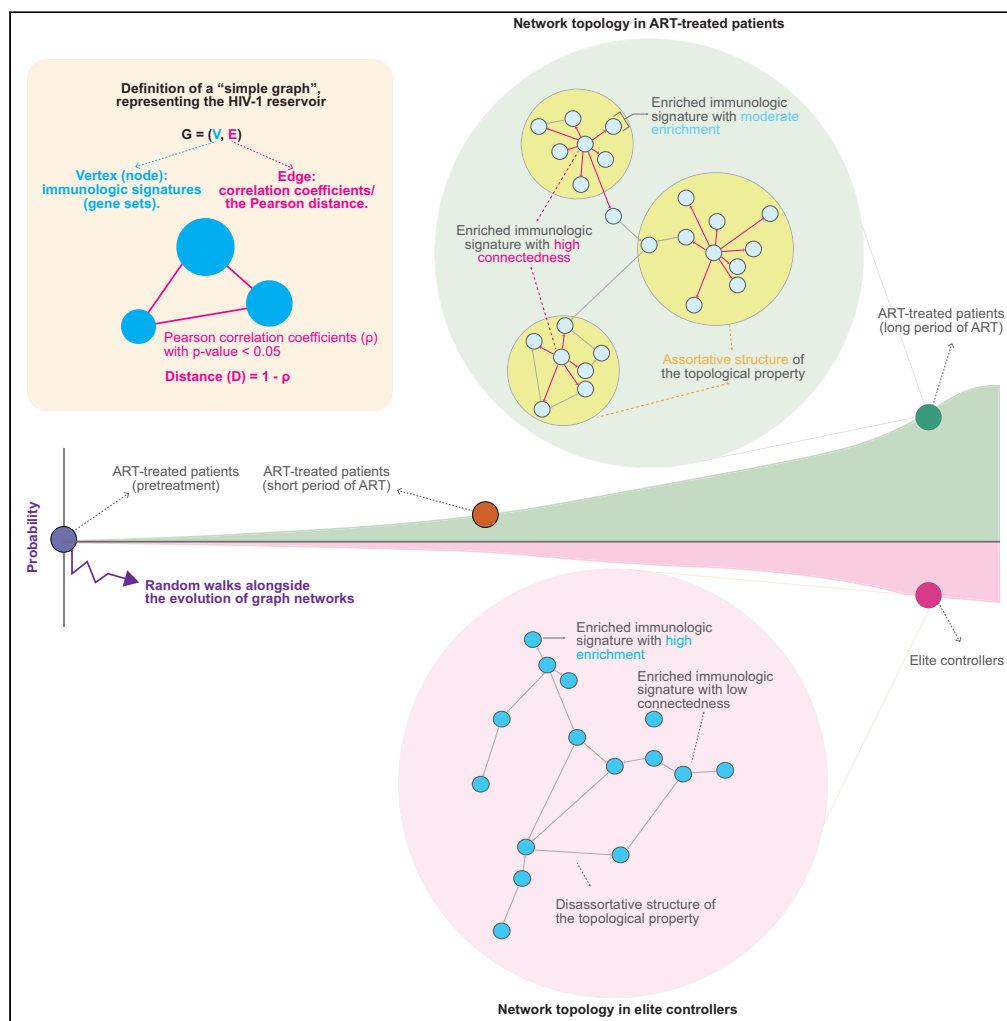 Network topology in ART-treated patients
Definition of a “simple graph”,
representing the HIV-1 reservoir
G = (V, E)
Vertex (node):
immunologic signatures
(gene sets).
Edge:
correlation coefficients/
the Pearson distance.
Pearson correlation coefficients (ρ)
with p-value < 0.05
Distance (D) = 1 - ρ
Enriched immunologic
signature with moderate
enrichment
Enriched immunologic
signature with high
connectedness
Assortative structure of
the topological property
ART-treated patients
(long period of ART)
ART-treated patients
(pretreatment)
ART-treated patients
(short period of ART)
Probability
Random walks alongside
the evolution of graph networks
Enriched immunologic
signature with high
enrichment
Enriched immunologic
signature with low
connectedness
Elite controllers
Disassortative structure of
the topological property
Network topology in elite controllers